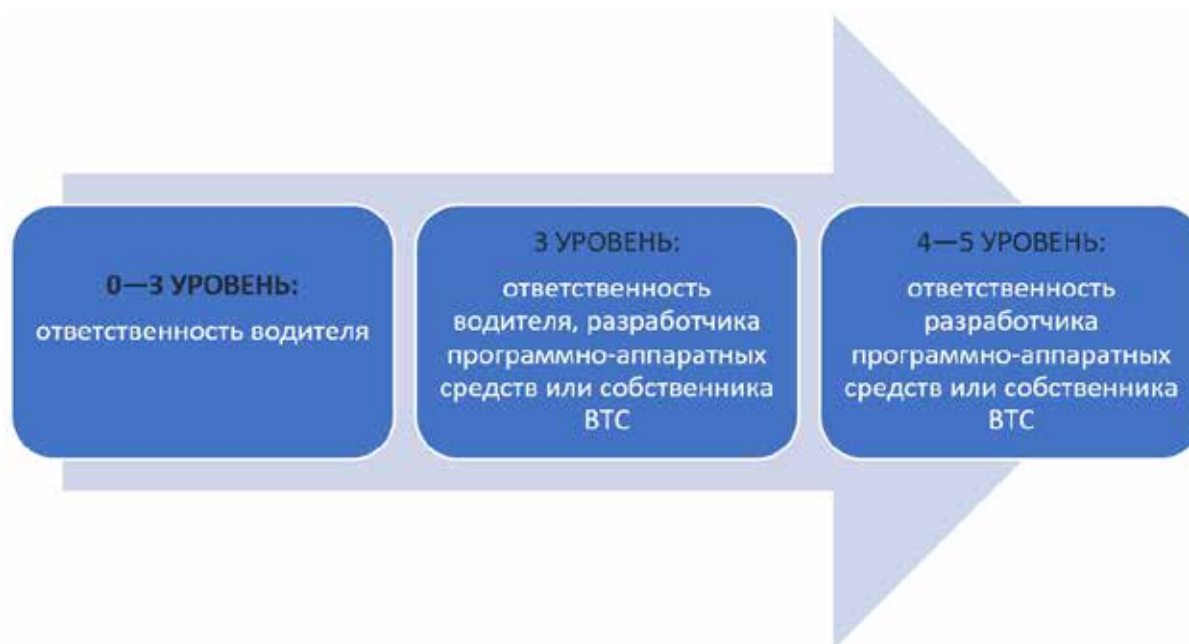 0—3 УРОВЕНЬ:
ответственность водителя
3 УРОВЕНЬ:
ответственность
водителя, разработчика
программно-аппаратных
средств или собственника
ВТС
4—5 УРОВЕНЬ:
ответственность
разработчика
программно-аппаратных
средств или собственника
ВТС